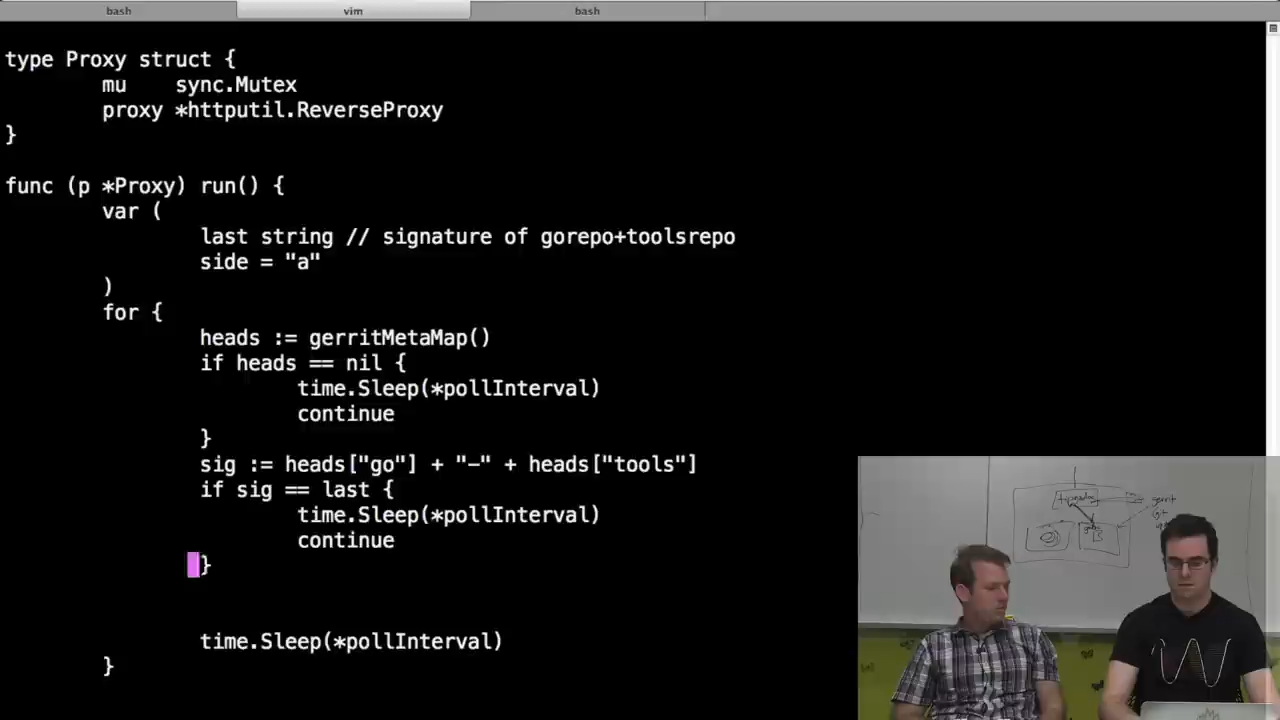 bash vim bash
type Proxy struct {
mu sync.Mutex
proxy *httputil.ReverseProxy
}
func (p *Proxy) run() {
var (
last string // signature of gorepo+toolsrepo
side = "a"
)
for {
heads := gerritMetaMap()
if heads == nil {
time.Sleep(*pollInterval)
continue
}
sig := heads["go"] + "-" + heads["tools"]
if sig == last {
time.Sleep(*pollInterval)
continue
}
time.Sleep(*pollInterval)
}
gerrit